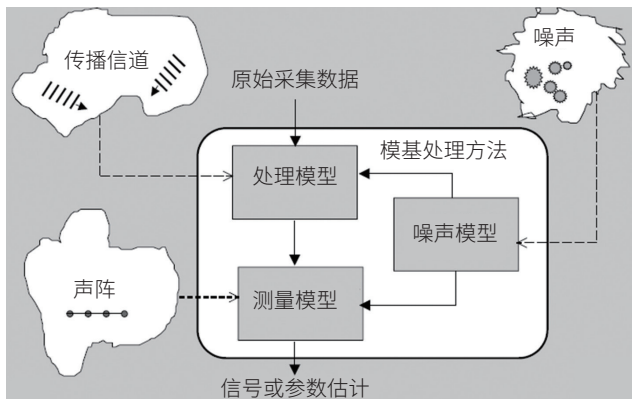 传播信道
噪声
原始采集数据
模基处理方法
处理模型
噪声模型
声阵
测量模型
信号或参数估计